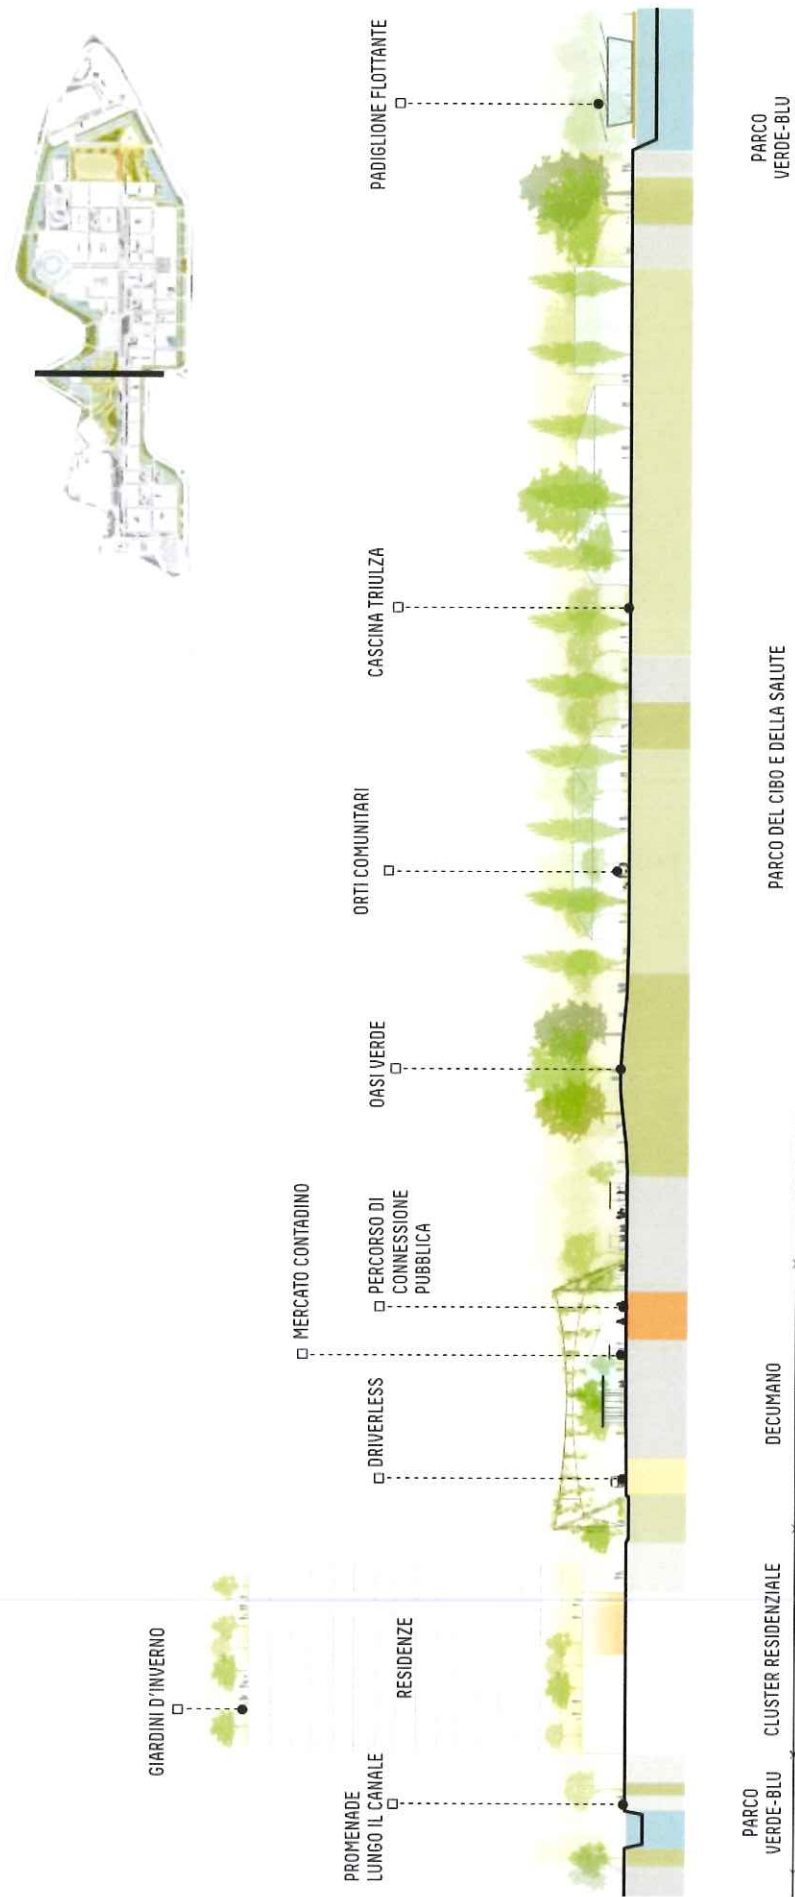 PROMENADE
LUNGO IL CANALE
GIARDINI D'INVERNO
RESIDENZE
DRIVERLESS
MERCATO CONTADINO
PERCORSO DI
CONNESSIONE
PUBBLICA
OASI VERDE
ORTI COMUNITARI
CASCINA TRIULZA
PADIGLIONE FLOTTANTE
PARCO
VERDE-BLU
CLUSTER RESIDENZIALE
DECUMANO
PARCO DEL CIBO E DELLA SALUTE
PARCO
VERDE-BLU